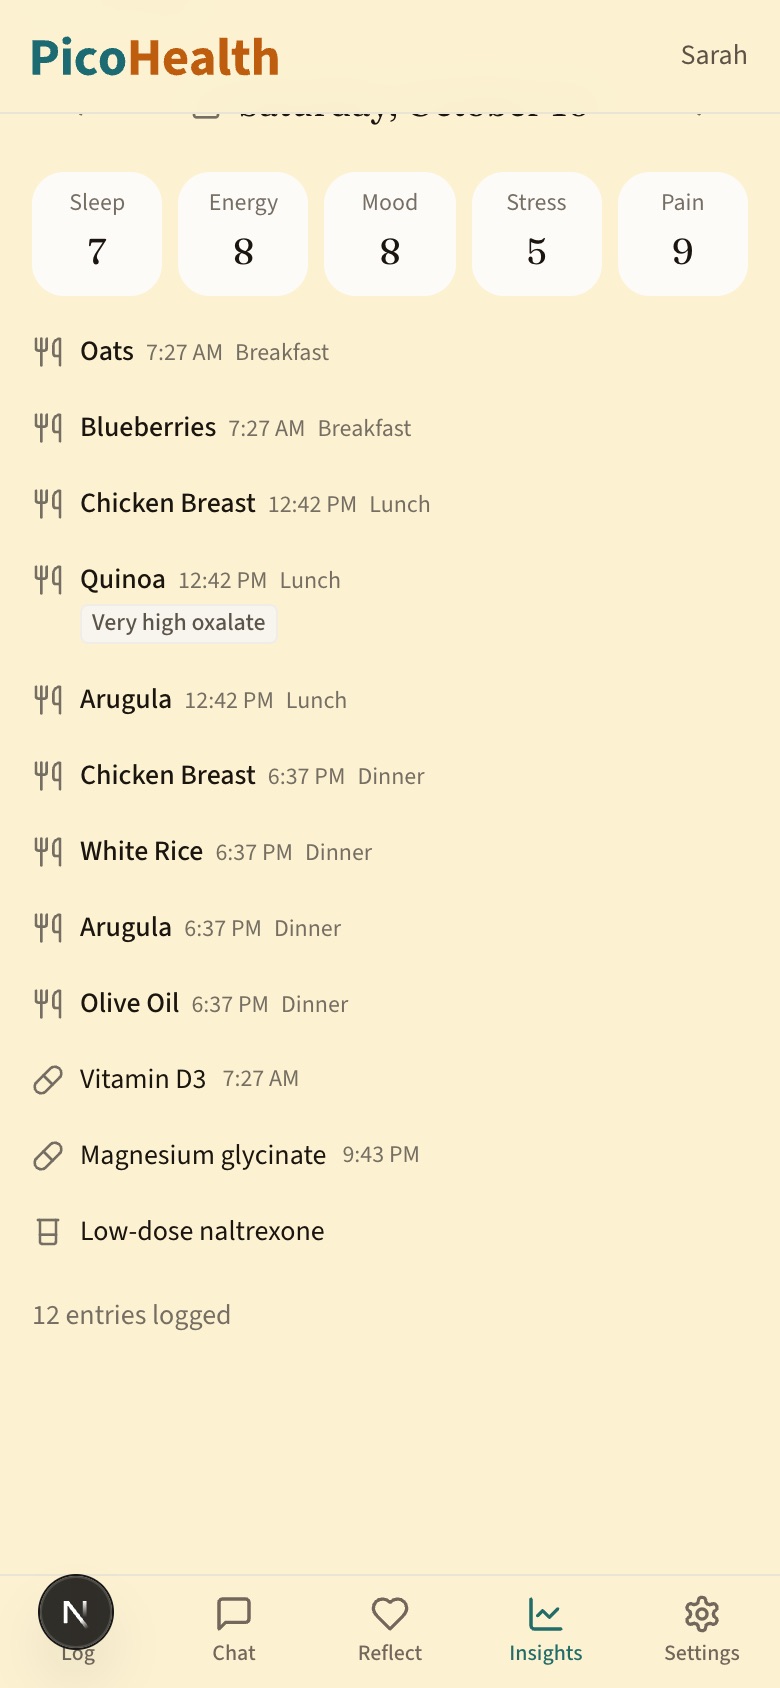 PicoHealth
Sarah
Saturday, October 18
Sleep Energy Mood Stress Pain
7 8 8 5 9
Oats 7:27 AM Breakfast
Blueberries 7:27 AM Breakfast
Chicken Breast 12:42 PM Lunch
Quinoa 12:42 PM Lunch
Very high oxalate
Arugula 12:42 PM Lunch
Chicken Breast 6:37 PM Dinner
White Rice 6:37 PM Dinner
Arugula 6:37 PM Dinner
Olive Oil 6:37 PM Dinner
Vitamin D3 7:27 AM
Magnesium glycinate 9:43 PM
Low-dose naltrexone
12 entries logged
N
Log Chat Reflect Insights Settings